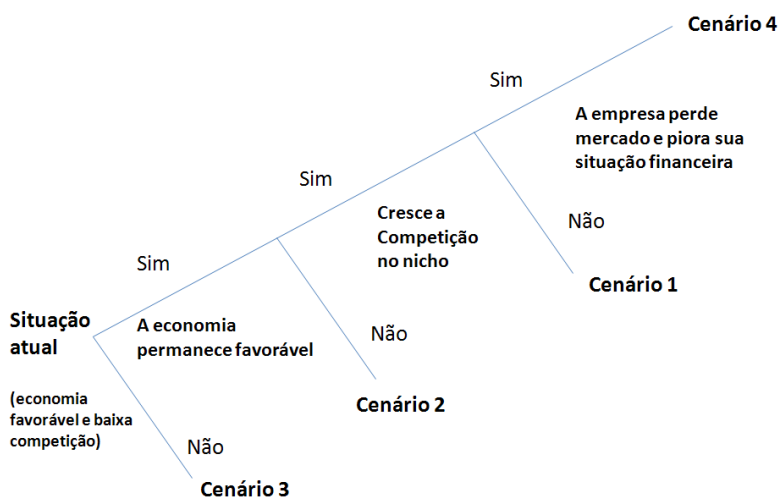 Cenário 4
Sim
A empresa perde
mercado e piora sua
situação financeira
Sim
Cresce a
Competição
no nicho
Não
Cenário 1
Sim
Situação
atual
A economia
permanece favorável
Não
Cenário 2
(economia
favorável e baixa
competição)
Não
Cenário 3